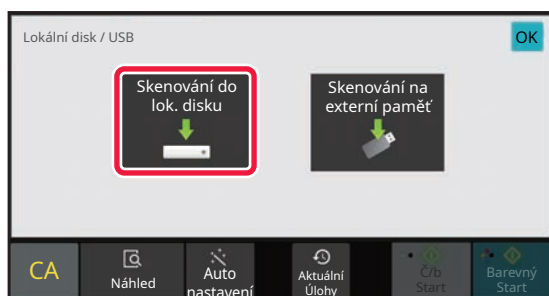 Lokální disk / USB
OK
Skenování do
lok. disku
Skenování na
externí paměť
CA
Náhled
Auto
nastavení
Aktuální
Úlohy
Č/b
Start
Barevný
Start